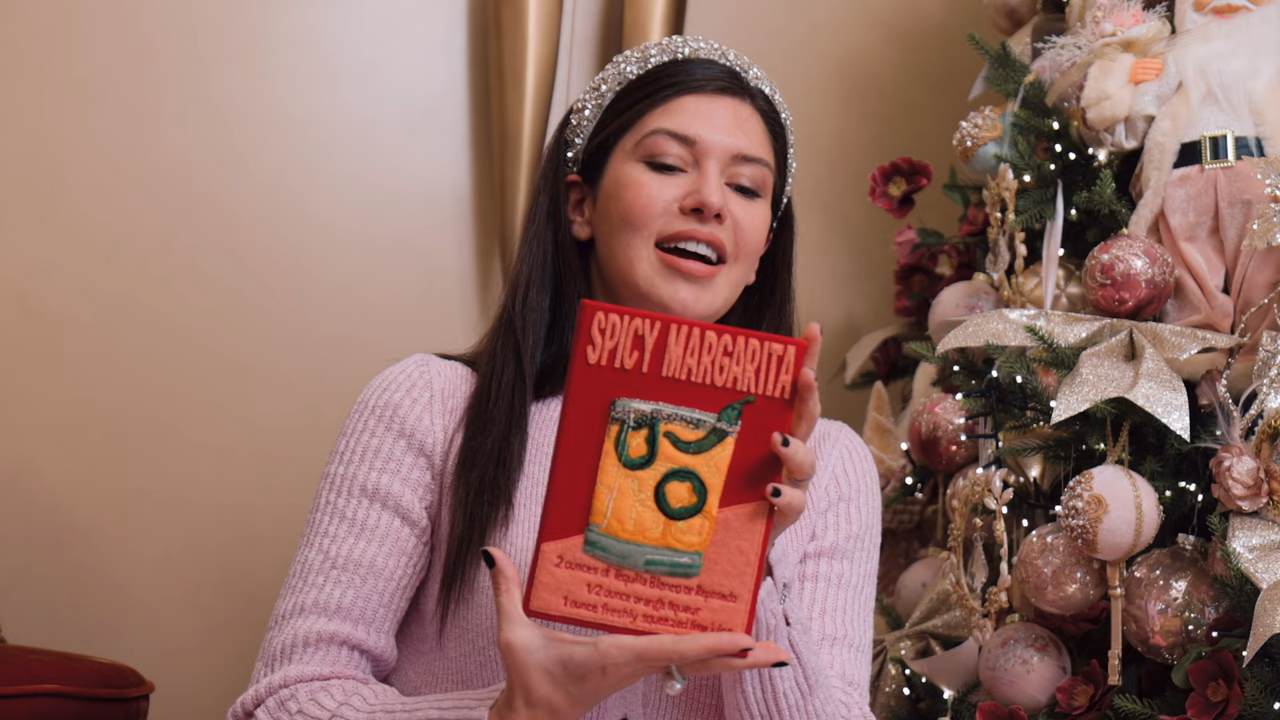 SPICY MARGARITA
2 ounces of Tequila Blanco or Reposado
1/2 ounce orange liqueur
1 ounce freshly squeezed lime